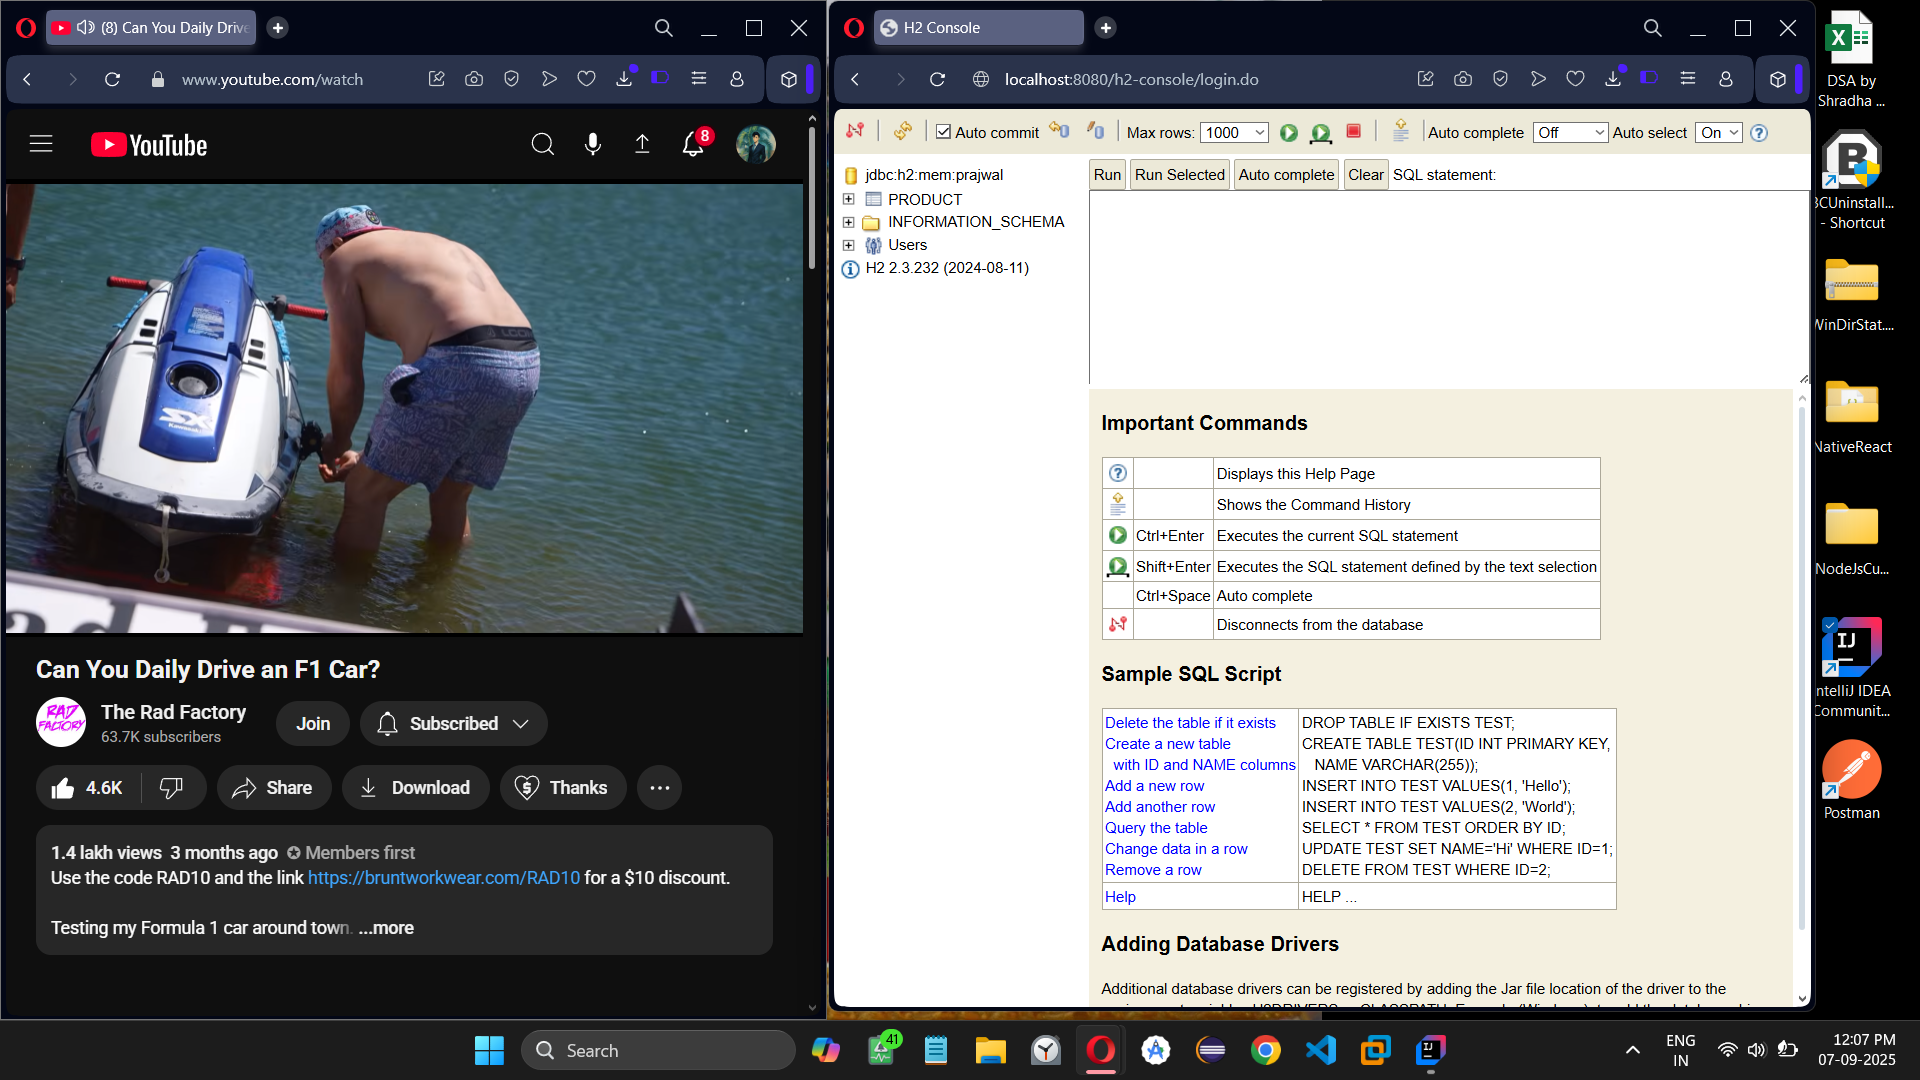 (8) Can You Daily Drive
www.youtube.com/watch
YouTube
8
SX
Kawasaki
Can You Daily Drive an F1 Car?
RAD FACTORY
The Rad Factory
63.7K subscribers
Join
Subscribed
4.6K
Share
Download
Thanks
1.4 lakh views 3 months ago Members first
Use the code RAD10 and the link https://bruntworkwear.com/RAD10 for a $10 discount.
Testing my Formula 1 car around town. ...more
H2 Console
localhost:8080/h2-console/login.do
Auto commit
Max rows: 1000
Auto complete Off
Auto select On
jdbc:h2:mem:prajwal
PRODUCT
INFORMATION_SCHEMA
Users
H2 2.3.232 (2024-08-11)
Run
Run Selected
Auto complete
Clear
SQL statement:
Important Commands
Displays this Help Page
Shows the Command History
Ctrl+Enter Executes the current SQL statement
Shift+Enter Executes the SQL statement defined by the text selection
Ctrl+Space Auto complete
Disconnects from the database
Sample SQL Script
Delete the table if it exists DROP TABLE IF EXISTS TEST;
Create a new table CREATE TABLE TEST(ID INT PRIMARY KEY,
with ID and NAME columns NAME VARCHAR(255));
Add a new row INSERT INTO TEST VALUES(1, 'Hello');
Add another row INSERT INTO TEST VALUES(2, 'World');
Query the table SELECT * FROM TEST ORDER BY ID;
Change data in a row UPDATE TEST SET NAME='Hi' WHERE ID=1;
Remove a row DELETE FROM TEST WHERE ID=2;
Help HELP ...
Adding Database Drivers
Additional database drivers can be registered by adding the Jar file location of the driver to the
DSA by
Shradha ...
BCUninstall...
- Shortcut
WinDirStat....
NativeReact
NodeJsCu...
IJ
IntelliJ IDEA
Communit...
Postman
Search
41
ENG
IN
12:07 PM
07-09-2025